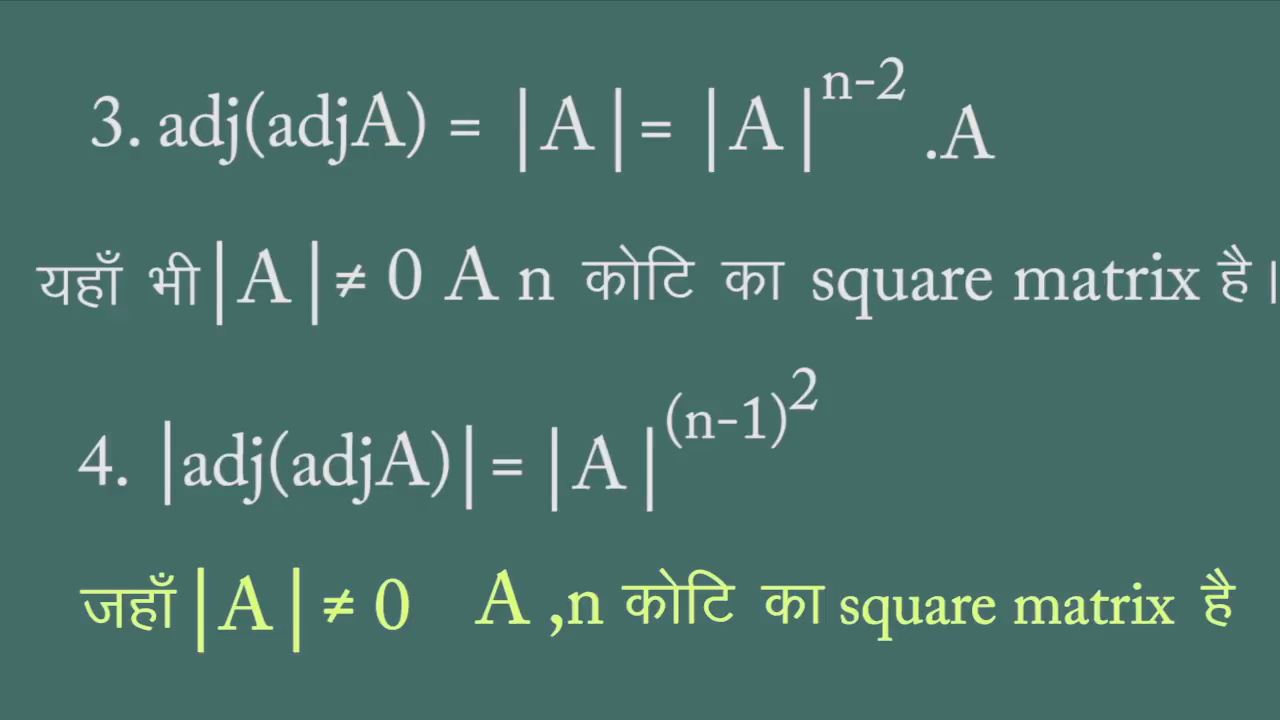 3. adj(adjA) = |A| = |A|ⁿ⁻² .A
यहाँ भी |A| ≠ 0 A n कोटि का square matrix है।
4. |adj(adjA)| = |A|^(n-1)^2
जहाँ |A| ≠ 0 A ,n कोटि का square matrix है